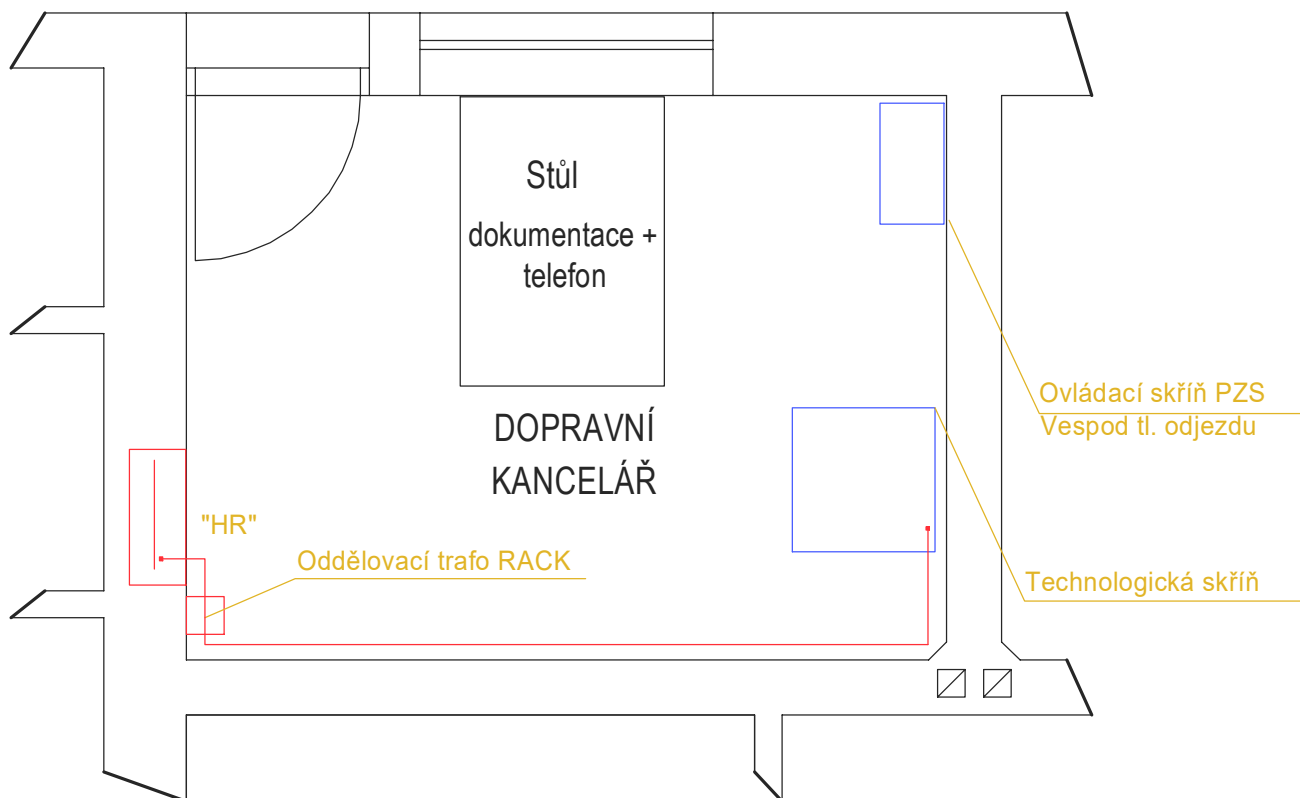 Stůl
dokumentace +
telefon
Ovládací skříň PZS
Vespod tl. odjezdu
DOPRAVNÍ
KANCELÁŘ
"HR"
Oddělovací trafo RACK
Technologická skříň